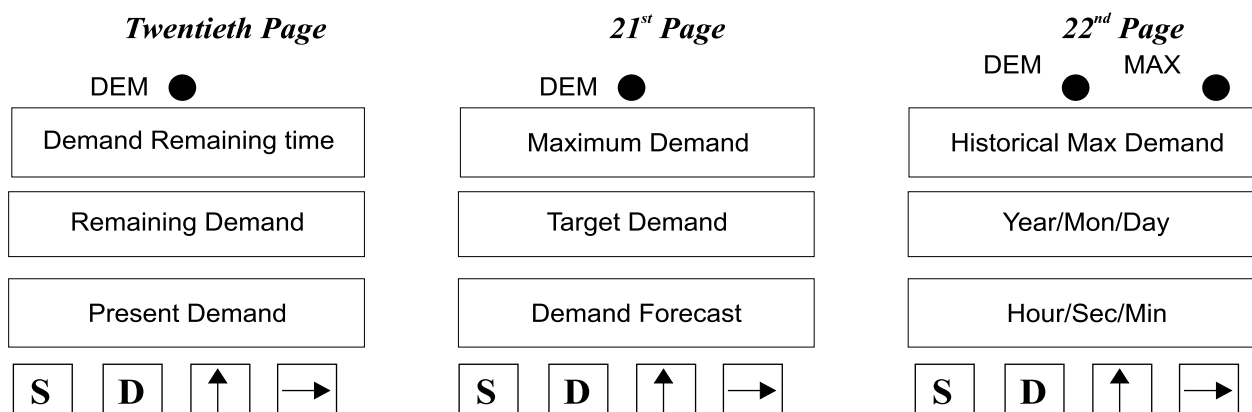 Twentieth Page
DEM
Demand Remaining time
Remaining Demand
Present Demand
S D
21st Page
DEM
Maximum Demand
Target Demand
Demand Forecast
S D
22nd Page
DEM MAX
Historical Max Demand
Year/Mon/Day
Hour/Sec/Min
S D